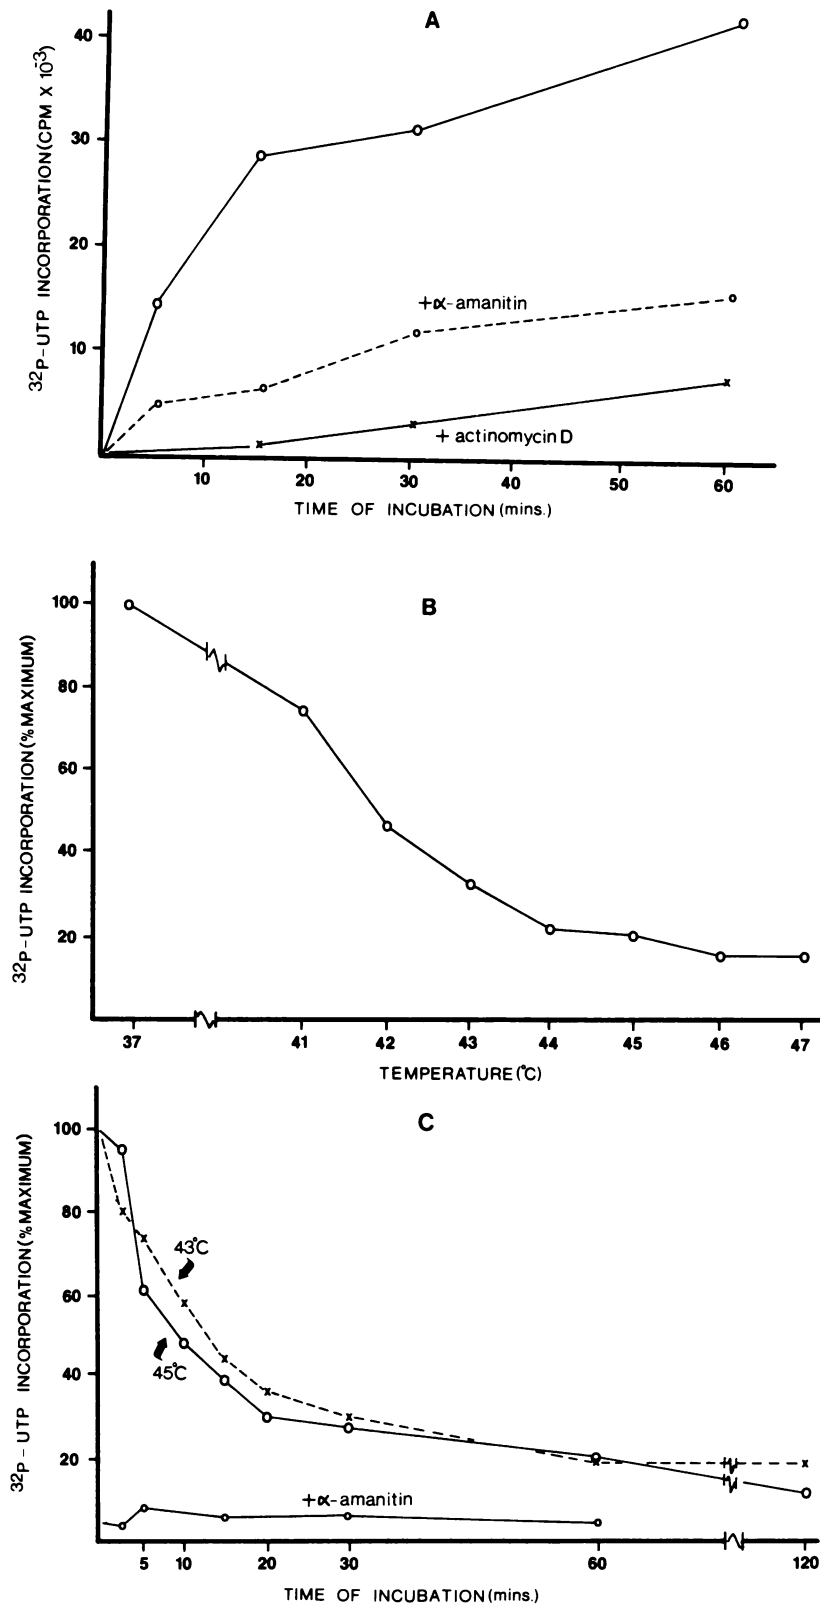 A
40
30
20
10
32P-UTP INCORPORATION(CPM X 10-3)
+α-amanitin
+ actinomycin D
10 20 30 40 50 60
TIME OF INCUBATION(mins.)
B
100
80
60
40
20
32P-UTP INCORPORATION(%MAXIMUM)
37 41 42 43 44 45 46 47
TEMPERATURE(°C)
C
100
80
60
40
20
32P-UTP INCORPORATION(%MAXIMUM)
43°C
45°C
+α-amanitin
5 10 20 30 60 120
TIME OF INCUBATION(mins.)